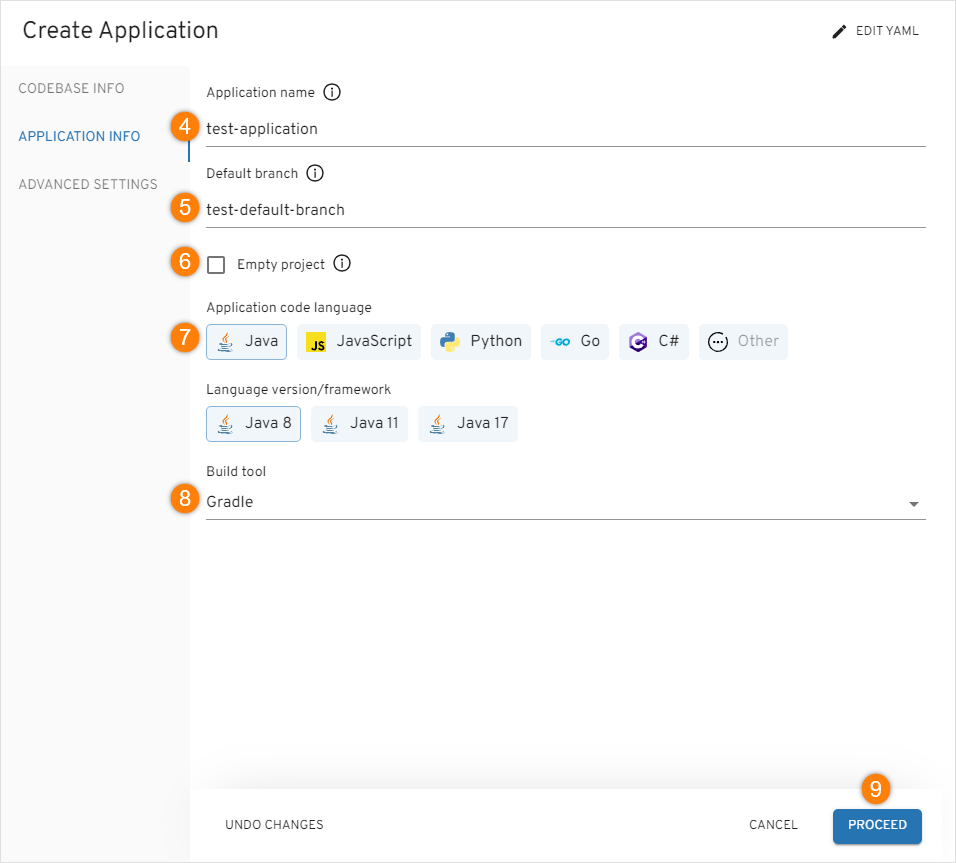 Create Application
EDIT YAML
CODEBASE INFO
APPLICATION INFO
ADVANCED SETTINGS
Application name
4 test-application
Default branch
5 test-default-branch
6 Empty project
Application code language
7 Java JS JavaScript Python GO Go C# Other
Language version/framework
Java 8 Java 11 Java 17
Build tool
8 Gradle
9
UNDO CHANGES CANCEL PROCEED